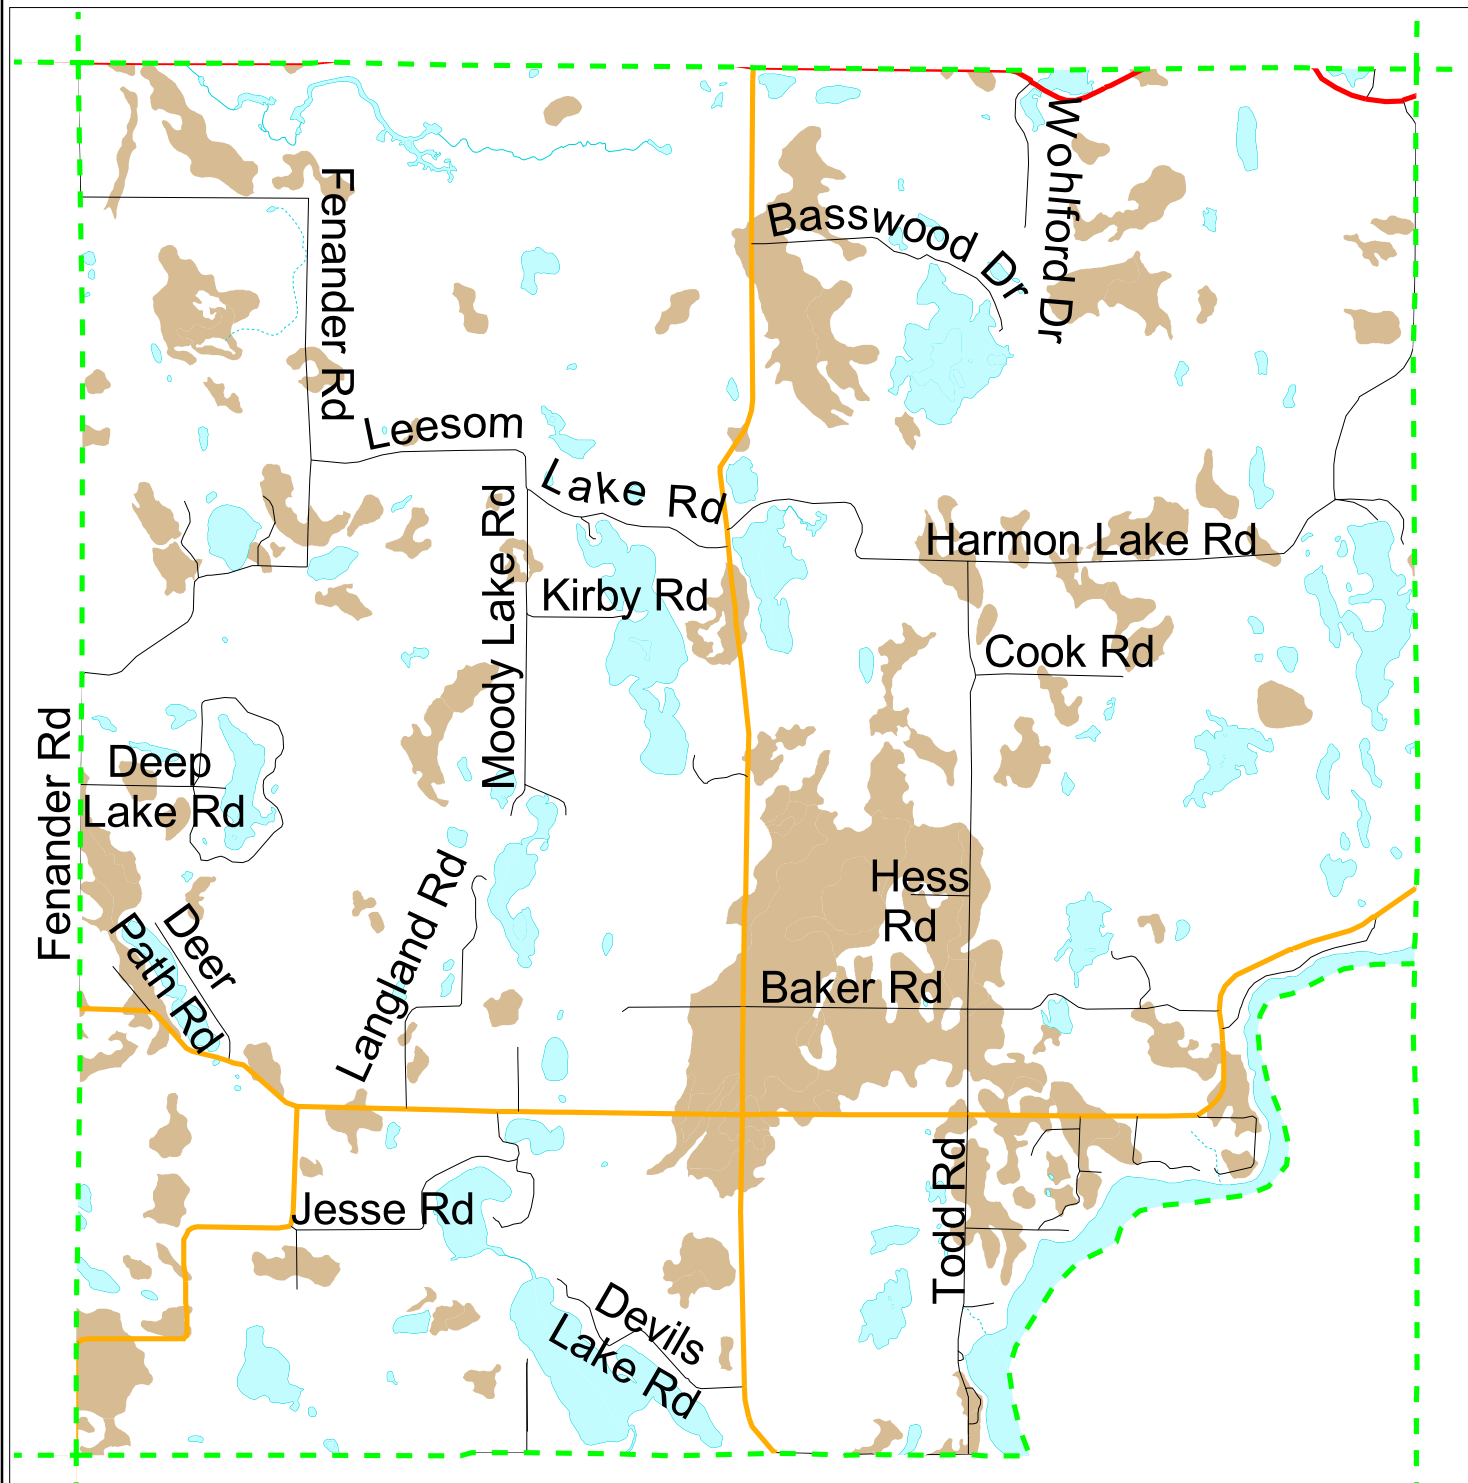 Wohlford Dr
Fenander Rd
Basswood Dr
Leesom
Lake Rd
Moody Lake Rd
Harmon Lake Rd
Kirby Rd
Cook Rd
Fenander Rd
Deep
Lake Rd
Langland Rd
Hess
Rd
Deer
Path Rd
Baker Rd
Todd Rd
Jesse Rd
Devils
Lake Rd